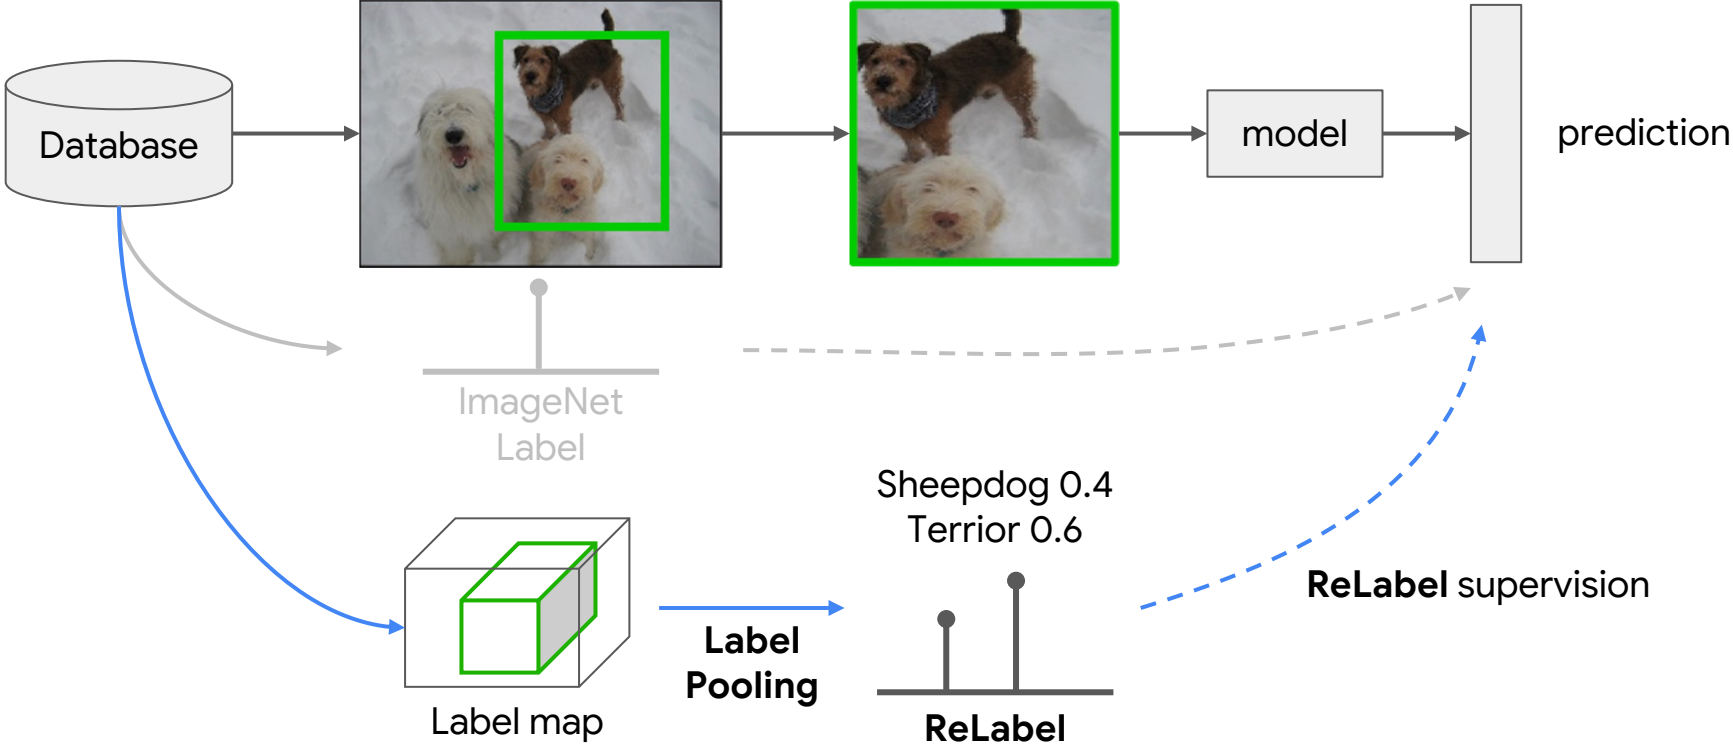 Database
model
prediction
ImageNet
Label
Sheepdog 0.4
Terrior 0.6
ReLabel supervision
Label
Pooling
Label map
ReLabel